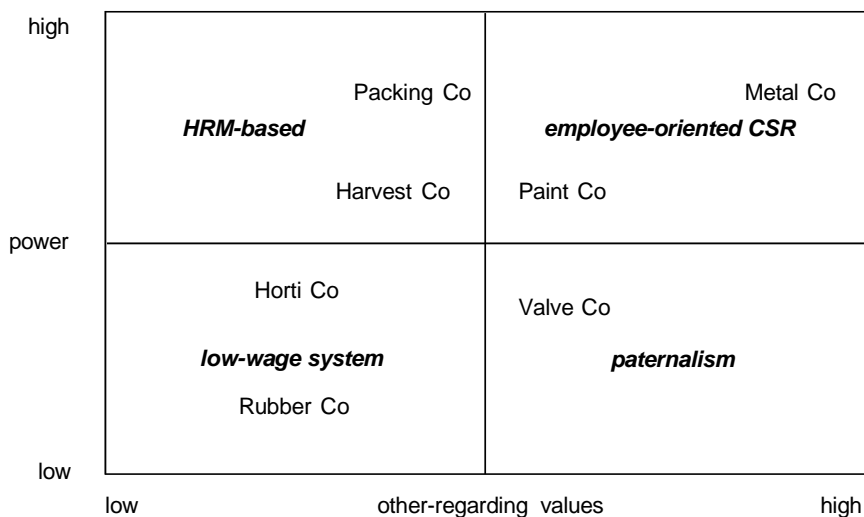 high
Packing Co
Metal Co
HRM-based
employee-oriented CSR
Harvest Co
Paint Co
power
Horti Co
Valve Co
low-wage system
paternalism
Rubber Co
low
low
other-regarding values
high